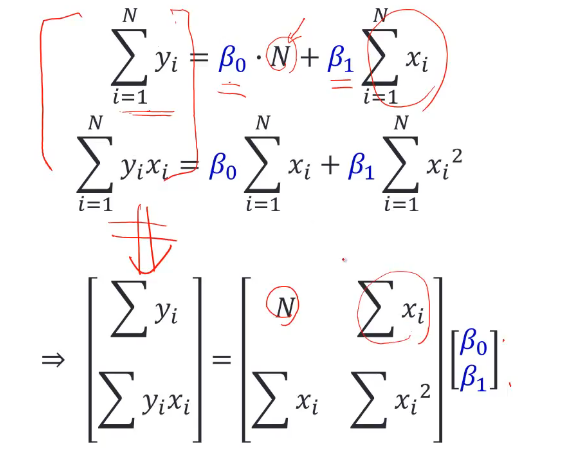 ∑_{i=1}^{N} y_i = β_0 · N + β_1 ∑_{i=1}^{N} x_i
∑_{i=1}^{N} y_i x_i = β_0 ∑_{i=1}^{N} x_i + β_1 ∑_{i=1}^{N} x_i^2
⇒ [∑ y_i; ∑ y_i x_i] = [N ∑ x_i; ∑ x_i ∑ x_i^2] [β_0; β_1]